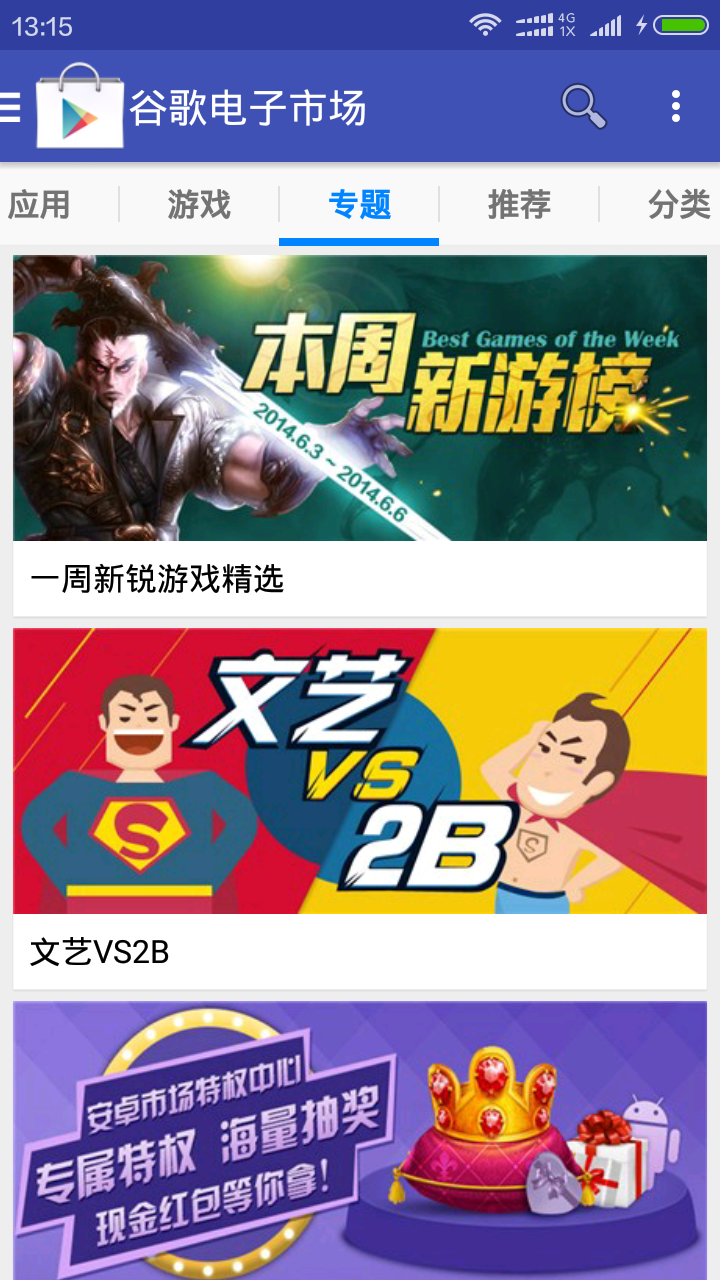 13:15
4G
1X
谷歌电子市场
应用
游戏
专题
推荐
分类
本周
Best Games of the Week
新游榜
2014.6.3 ~ 2014.6.6
一周新锐游戏精选
文艺
VS
2B
S
S
文艺VS2B
安卓市场特权中心
专属特权 海量抽奖
现金红包等你拿!